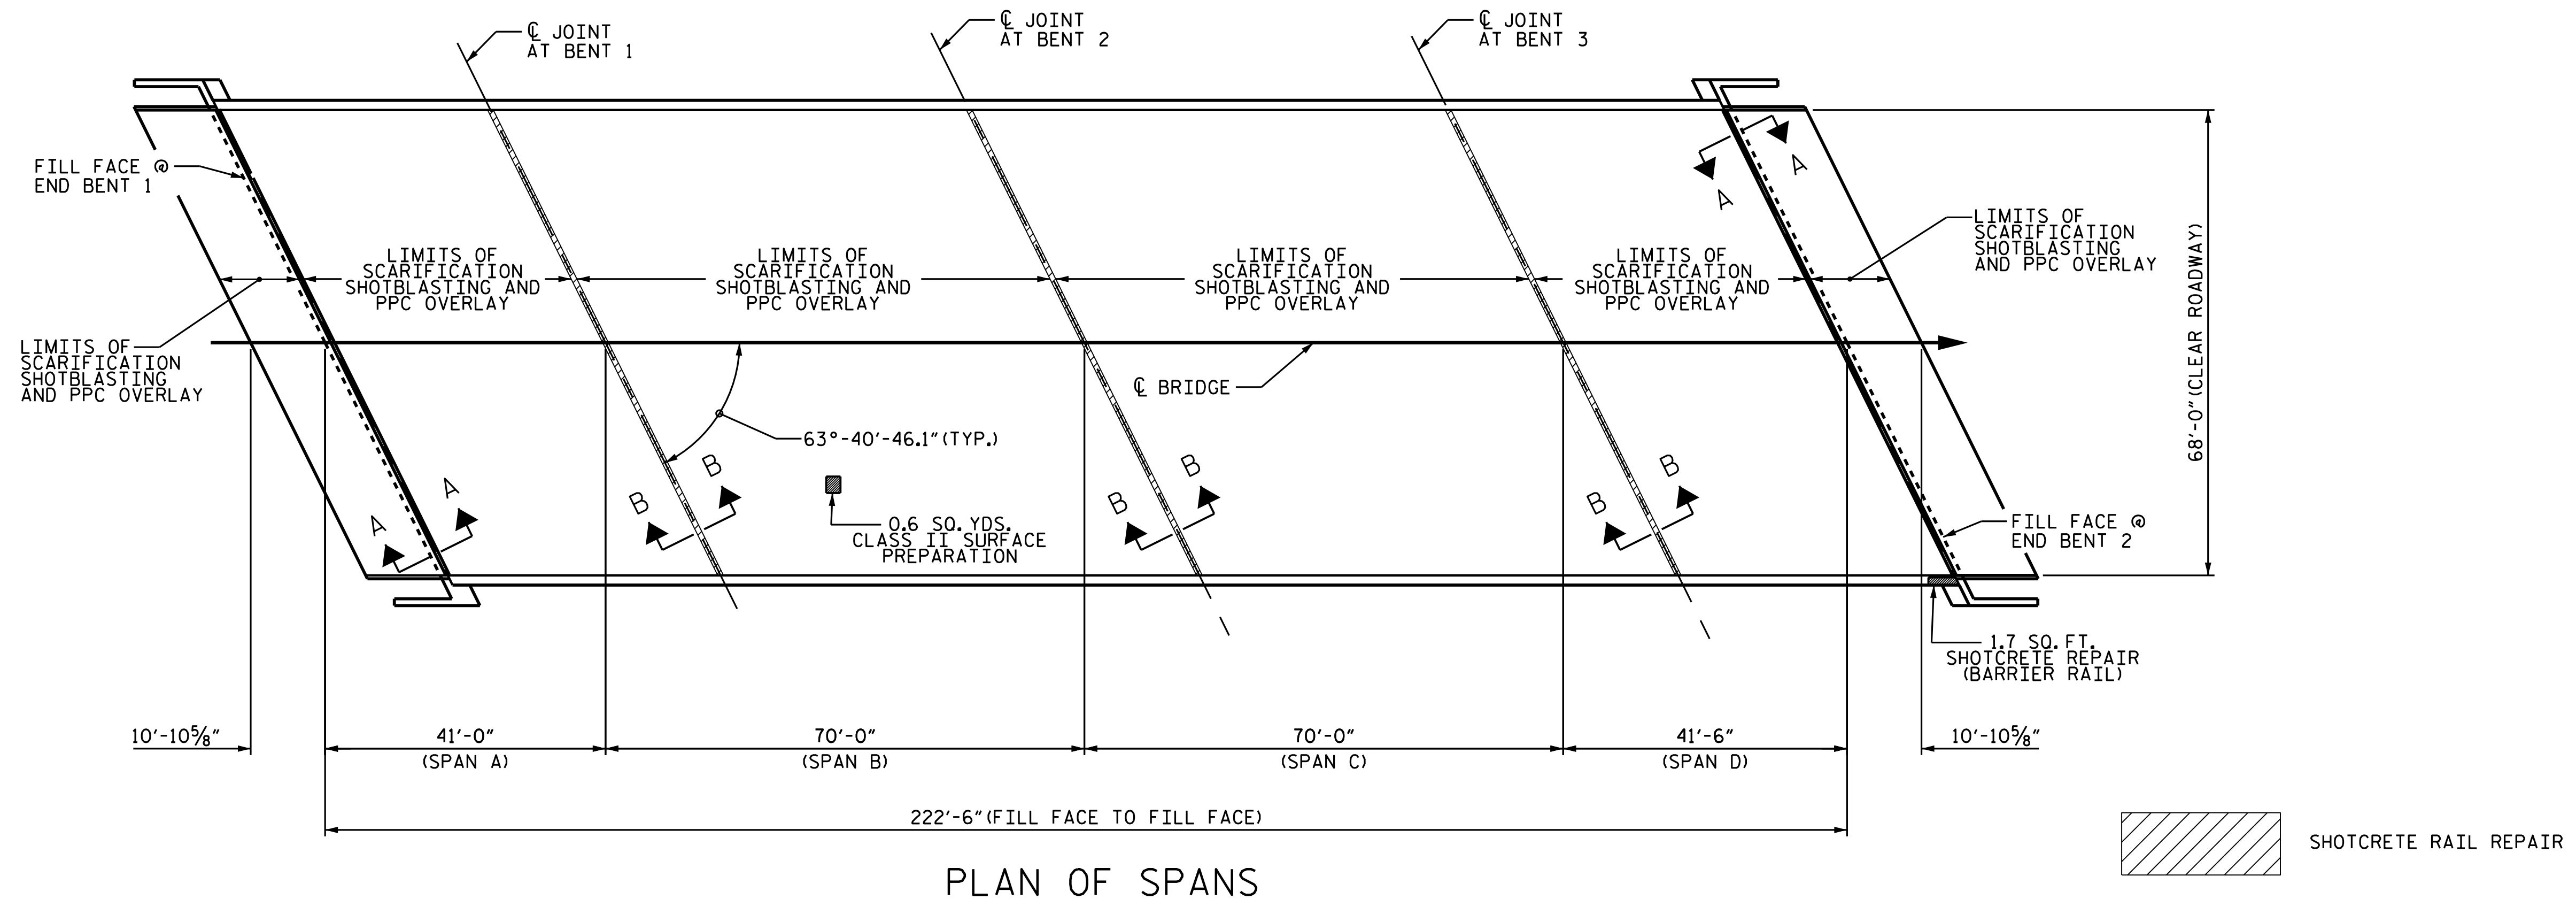 ℄ JOINT
AT BENT 1
℄ JOINT
AT BENT 2
℄ JOINT
AT BENT 3
FILL FACE @
END BENT 1
A
A
LIMITS OF
SCARIFICATION
SHOTBLASTING
AND PPC OVERLAY
LIMITS OF
SCARIFICATION
SHOTBLASTING AND
PPC OVERLAY
LIMITS OF
SCARIFICATION
SHOTBLASTING AND
PPC OVERLAY
LIMITS OF
SCARIFICATION
SHOTBLASTING AND
PPC OVERLAY
LIMITS OF
SCARIFICATION
SHOTBLASTING AND
PPC OVERLAY
68'-0" (CLEAR ROADWAY)
LIMITS OF
SCARIFICATION
SHOTBLASTING
AND PPC OVERLAY
℄ BRIDGE
63°-40'-46.1" (TYP.)
A
A
B
B
B
B
B
B
0.6 SQ. YDS.
CLASS II SURFACE
PREPARATION
FILL FACE @
END BENT 2
1.7 SQ. FT.
SHOTCRETE REPAIR
(BARRIER RAIL)
10'-10⅝"
41'-0"
(SPAN A)
70'-0"
(SPAN B)
70'-0"
(SPAN C)
41'-6"
(SPAN D)
10'-10⅝"
222'-6" (FILL FACE TO FILL FACE)
SHOTCRETE RAIL REPAIR
PLAN OF SPANS